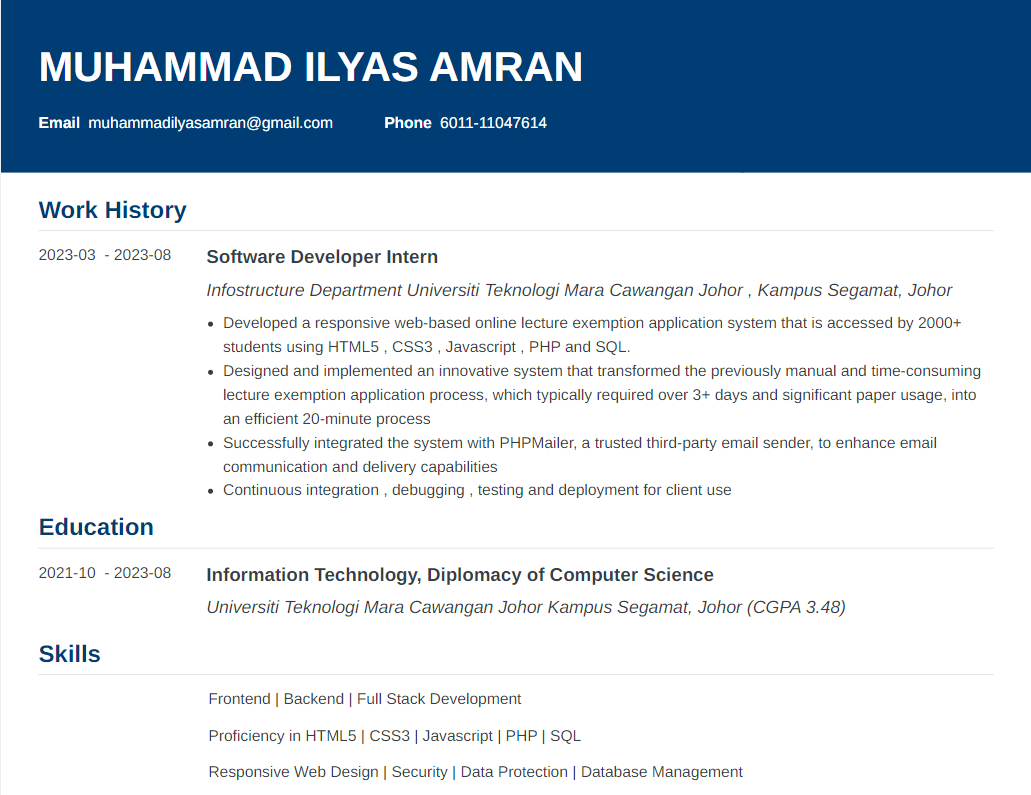 MUHAMMAD ILYAS AMRAN
Email muhammadilyasamran@gmail.com Phone 6011-11047614
Work History
2023-03 - 2023-08 Software Developer Intern
Infostructure Department Universiti Teknologi Mara Cawangan Johor , Kampus Segamat, Johor
• Developed a responsive web-based online lecture exemption application system that is accessed by 2000+
students using HTML5 , CSS3 , Javascript , PHP and SQL.
• Designed and implemented an innovative system that transformed the previously manual and time-consuming
lecture exemption application process, which typically required over 3+ days and significant paper usage, into
an efficient 20-minute process
• Successfully integrated the system with PHPMailer, a trusted third-party email sender, to enhance email
communication and delivery capabilities
• Continuous integration , debugging , testing and deployment for client use
Education
2021-10 - 2023-08 Information Technology, Diplomacy of Computer Science
Universiti Teknologi Mara Cawangan Johor Kampus Segamat, Johor (CGPA 3.48)
Skills
Frontend | Backend | Full Stack Development
Proficiency in HTML5 | CSS3 | Javascript | PHP | SQL
Responsive Web Design | Security | Data Protection | Database Management